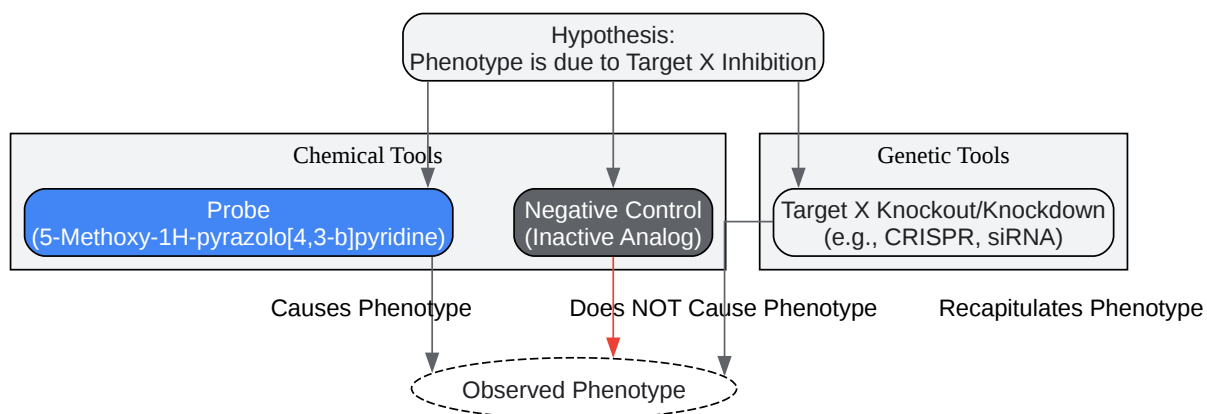 Hypothesis:
Phenotype is due to Target X Inhibition
Chemical Tools
Genetic Tools
Probe
(5-Methoxy-1H-pyrazolo[4,3-b]pyridine)
Negative Control
(Inactive Analog)
Target X Knockout/Knockdown
(e.g., CRISPR, siRNA)
Causes Phenotype
Does NOT Cause Phenotype
Recapitulates Phenotype
Observed Phenotype